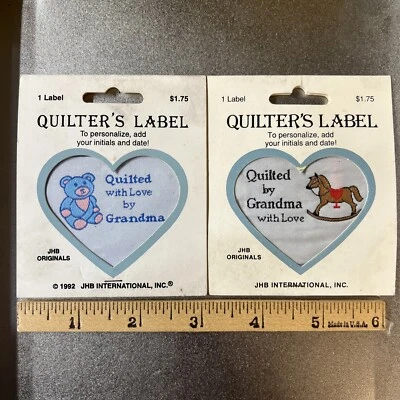 1 Label $1.75
QUILTER'S LABEL
To personalize, add
your initials and date!
Quilted
with Love
by
Grandma
JHB
ORIGINALS
© 1992 JHB INTERNATIONAL, INC.®
1 Label $1.75
QUILTER'S LABEL
To personalize, add
your initials and date!
Quilted
by
Grandma
with Love
JHB
ORIGINALS
JHB INTERNATIONAL, INC.
1 2 3 4 5 Made in U.S.A. 6